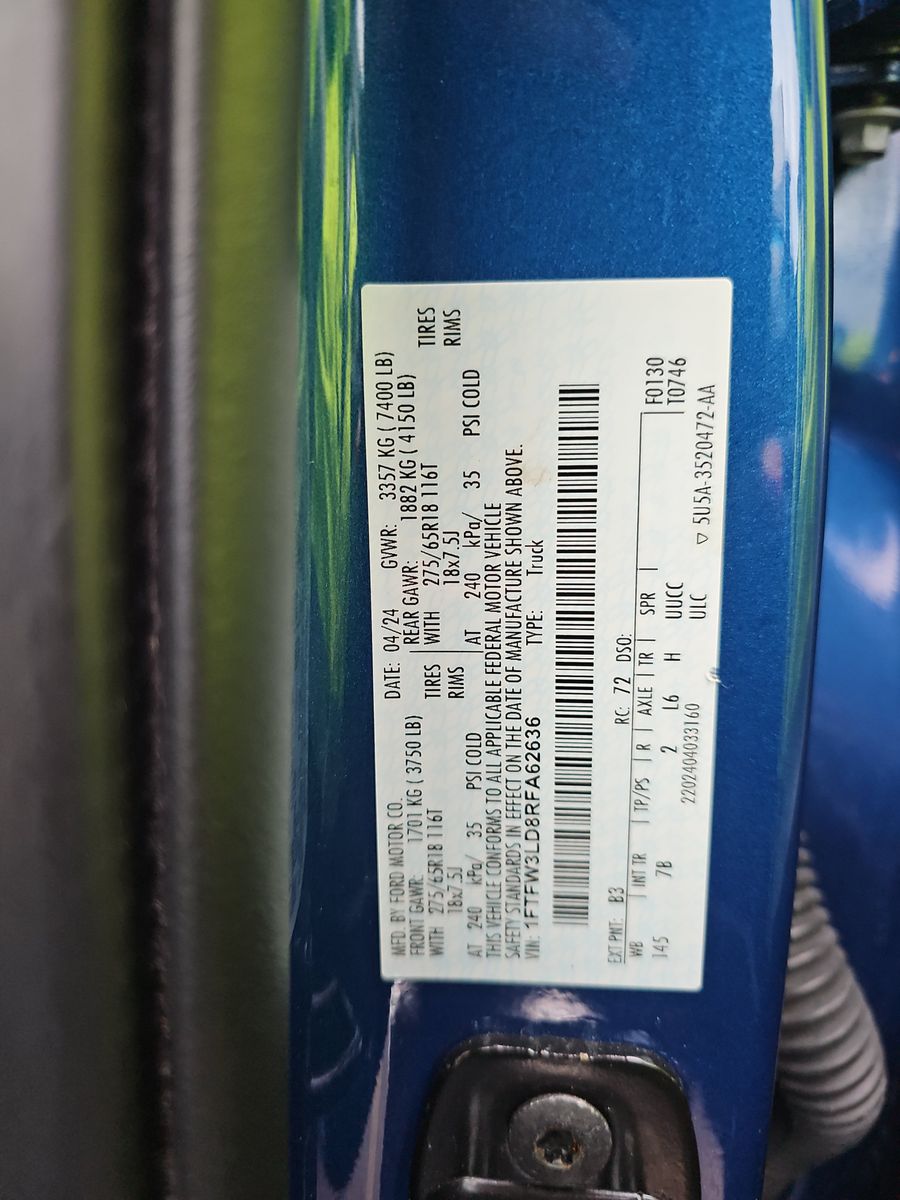 MFD. BY FORD MOTOR CO. DATE: 04/24 GVWR: 3357 KG ( 7400 LB)
FRONT GAWR: 1701 KG ( 3750 LB) REAR GAWR: 1882 KG ( 4150 LB)
WITH 275/65R18 116T TIRES WITH 275/65R18 116T TIRES
18x7.5J RIMS 18x7.5J RIMS
AT 240 kPa/ 35 PSI COLD AT 240 kPa/ 35 PSI COLD
THIS VEHICLE CONFORMS TO ALL APPLICABLE FEDERAL MOTOR VEHICLE
SAFETY STANDARDS IN EFFECT ON THE DATE OF MANUFACTURE SHOWN ABOVE.
VIN: 1FTFW3LD8RFA62636 TYPE: Truck
EXT PNT: B3 RC: 72 DSO: F0130
WB INT TR TP/PS R AXLE TR SPR T0746
145 7B 2 L6 H UUCC
2202404033160 ULC
▽ 5U5A-3520472-AA